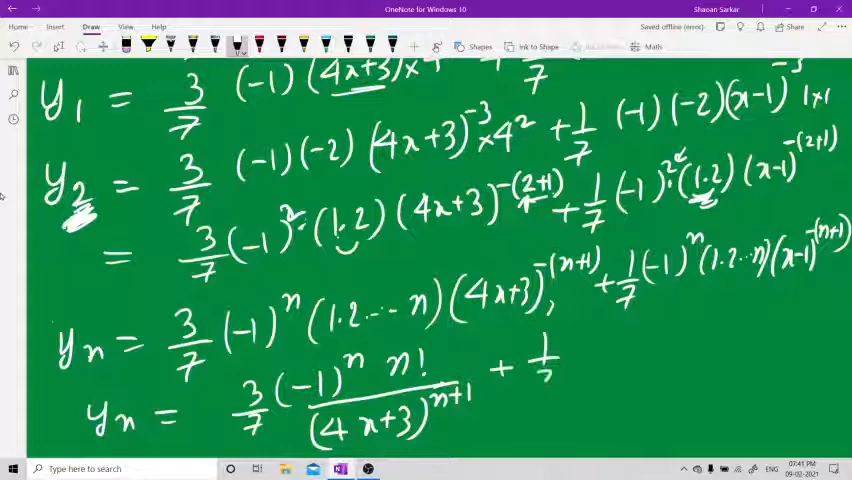 OneNote for Windows 10
Shaoan Sarkar
Home Insert Draw View Help
Saved offline (error) Share
Shapes Ink to Shape Math
y₁ = 3/7 (-1) (4x+3)
y₂ = 3/7 (-1)(-2) (4x+3)⁻³ × 4² + 1/7 (-1)(-2)(x-1)⁻³ 1×1
= 3/7 (-1)²·(1·2) (4x+3)^-(2+1) + 1/7 (-1)²·(1·2) (x-1)^-(2+1)
yn = 3/7 (-1)ⁿ (1·2···n) (4x+3)^-(n+1) + 1/7 (-1)ⁿ (1·2···n) (x-1)^-(n+1)
yn = 3/7 (-1)ⁿ n!/(4x+3)^n+1 + 1
Type here to search
ENG
07:41 PM
09-02-2021